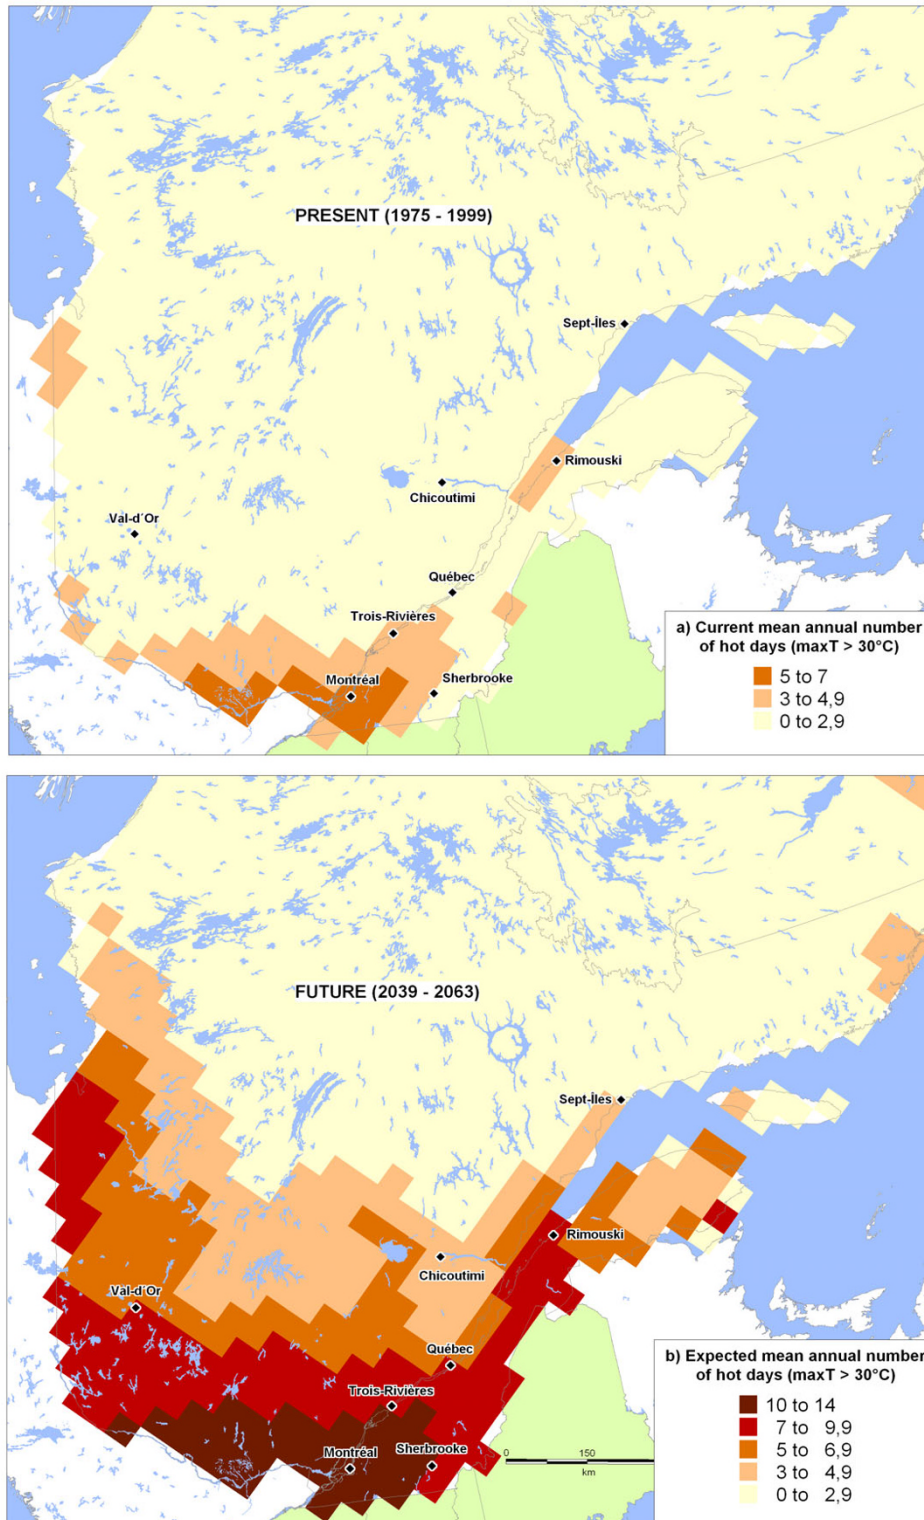 PRESENT (1975 - 1999)
Sept-Îles
Rimouski
Chicoutimi
Val-d´Or
Québec
Trois-Rivières
Montréal
Sherbrooke
a) Current mean annual number
of hot days (maxT > 30°C)
5 to 7
3 to 4,9
0 to 2,9
FUTURE (2039 - 2063)
Sept-Îles
Rimouski
Chicoutimi
Val-d´Or
Québec
Trois-Rivières
Montréal
Sherbrooke
0 150
km
b) Expected mean annual number
of hot days (maxT > 30°C)
10 to 14
7 to 9,9
5 to 6,9
3 to 4,9
0 to 2,9